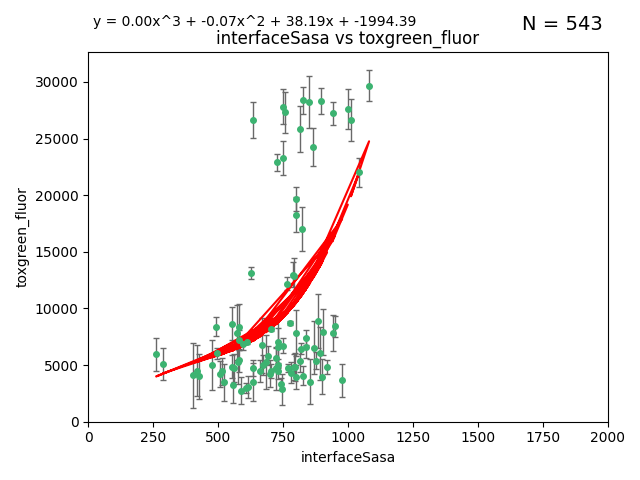 y = 0.00x^3 + -0.07x^2 + 38.19x + -1994.39
N = 543
interfaceSasa vs toxgreen_fluor
30000
25000
20000
15000
10000
5000
0
toxgreen_fluor
0 250 500 750 1000 1250 1500 1750 2000
interfaceSasa